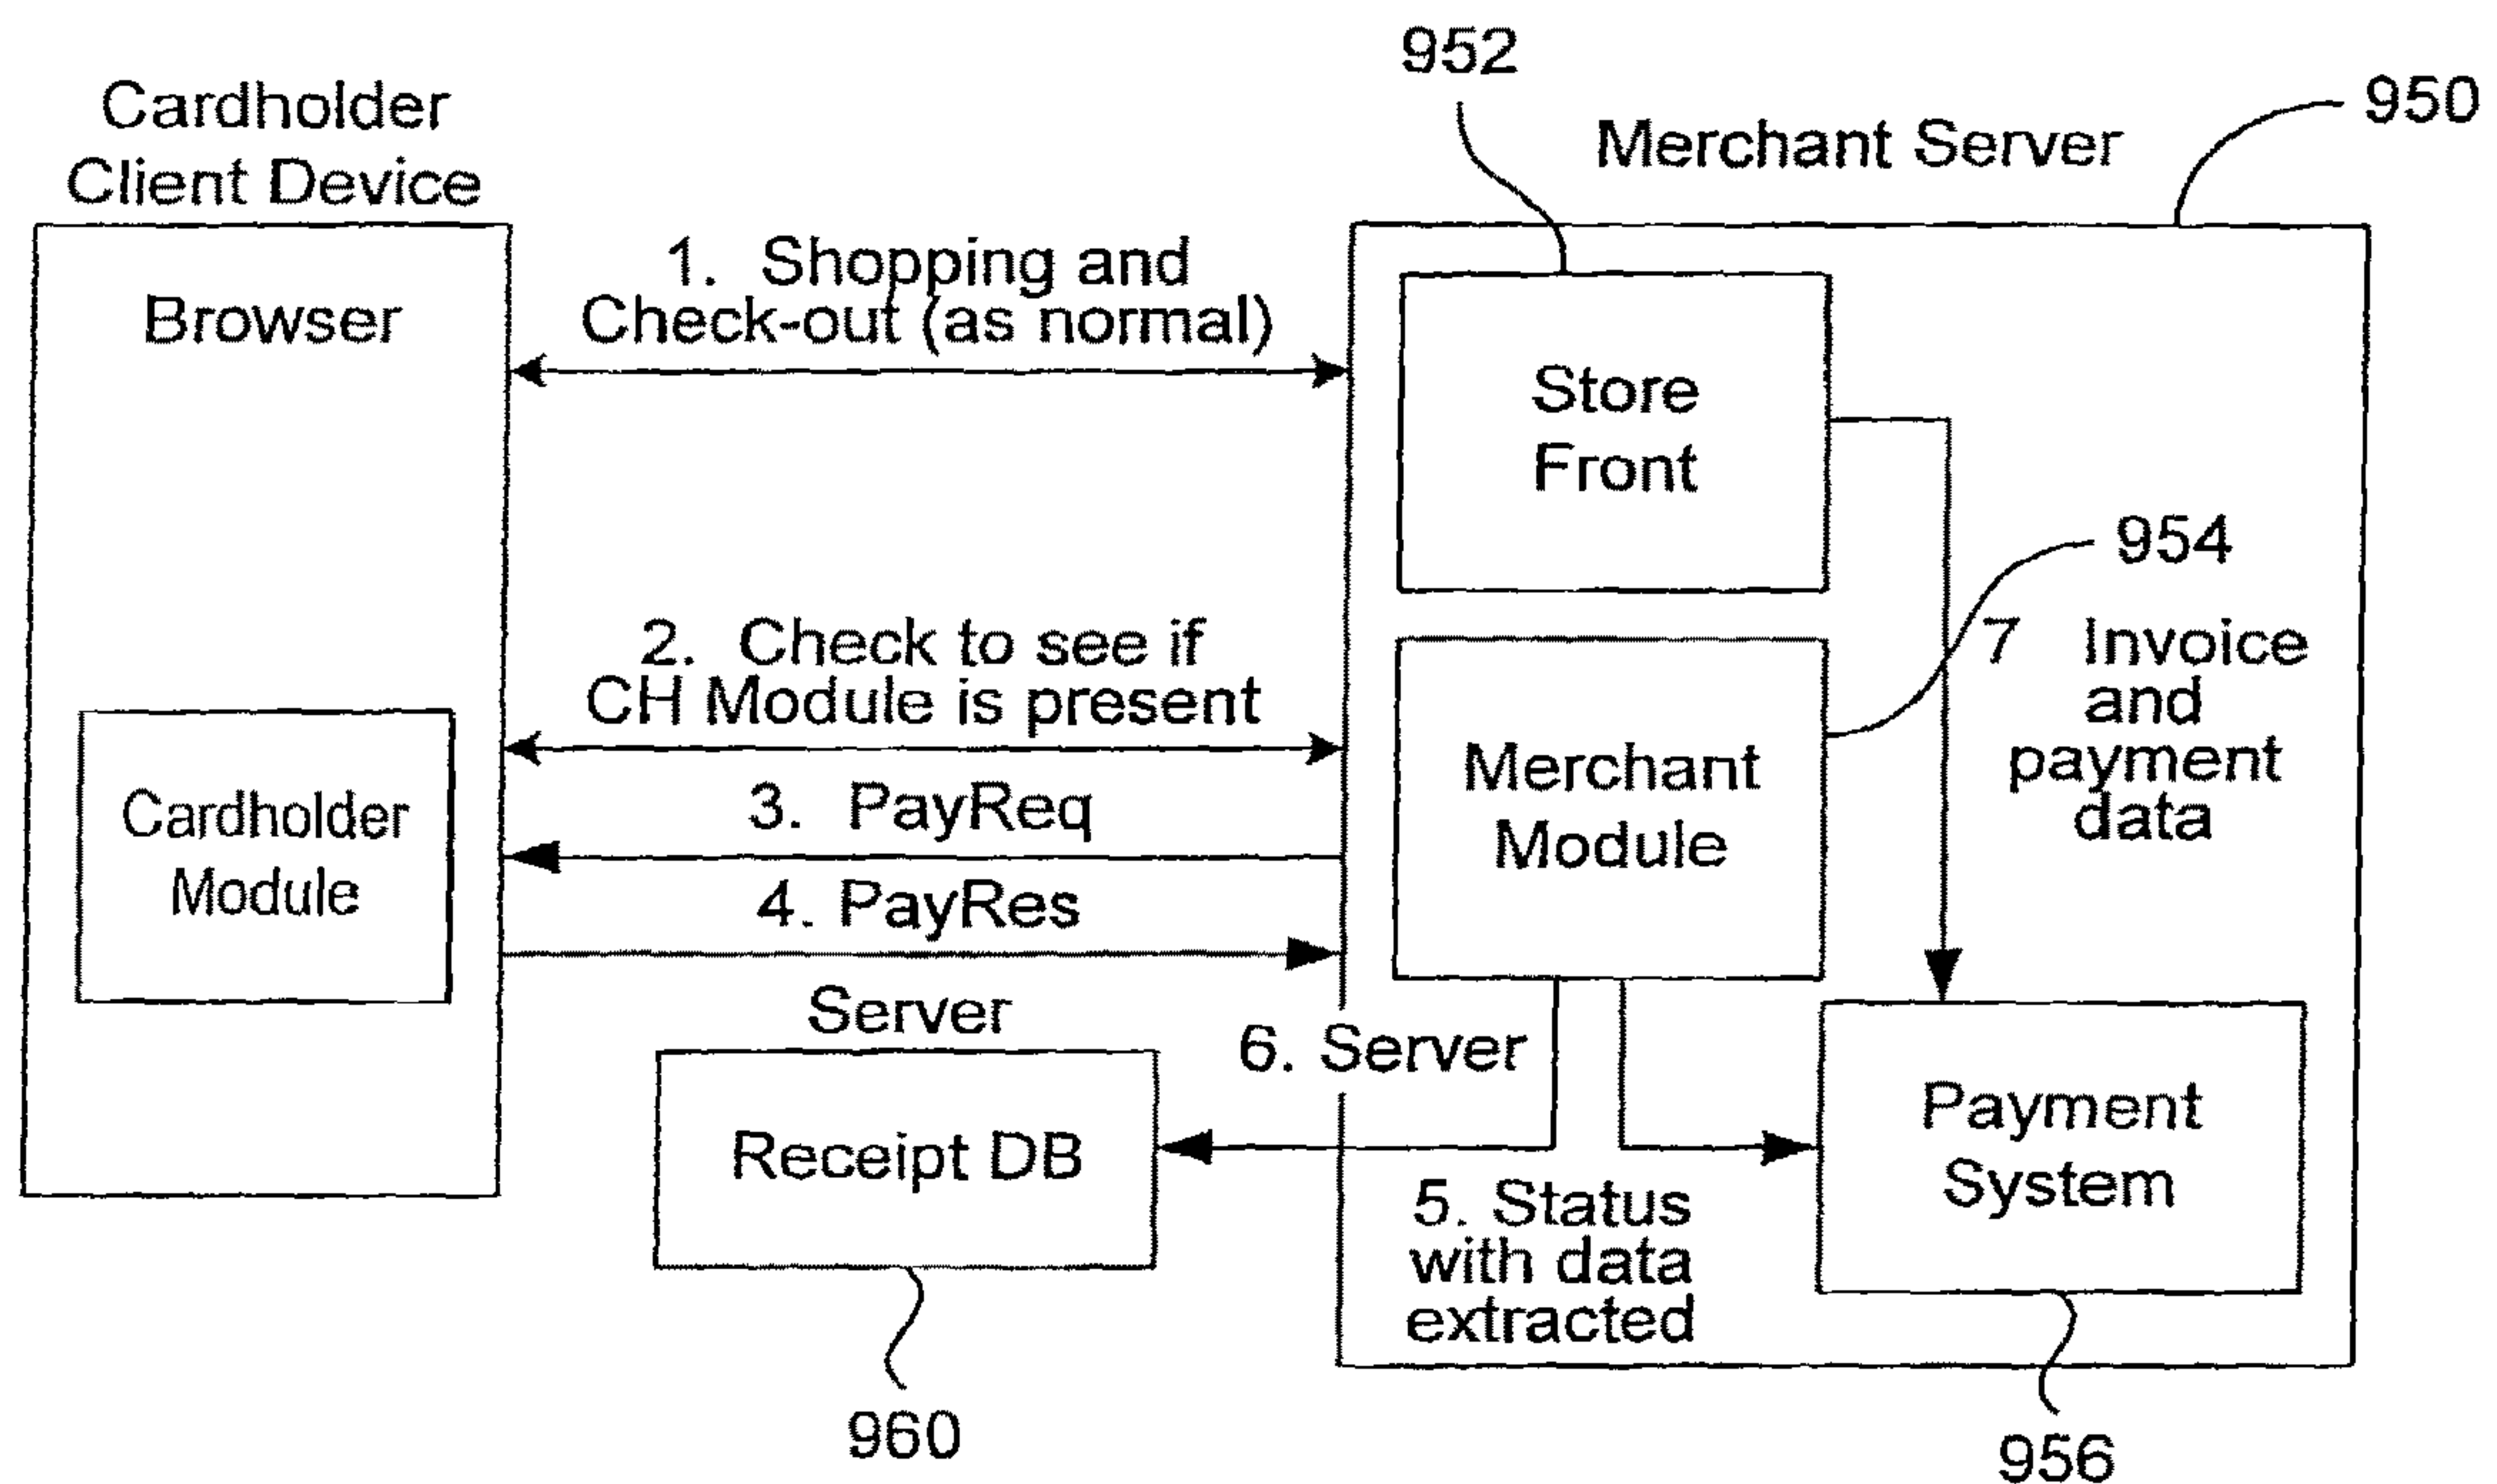 952
950
Cardholder
Client Device
Merchant Server
Browser
1. Shopping and
Check-out (as normal)
Store
Front
954
2. Check to see if
CH Module is present
7 Invoice
and
payment
data
Merchant
Module
Cardholder
Module
3. PayReq
4. PayRes
Server
6. Server
Receipt DB
Payment
System
5. Status
with data
extracted
960
956